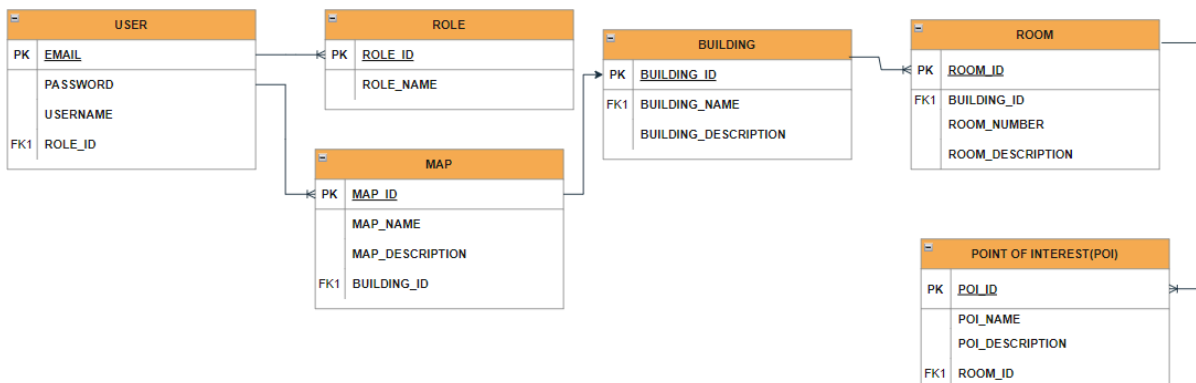 USER
PK EMAIL
PASSWORD
USERNAME
FK1 ROLE_ID
ROLE
PK ROLE_ID
ROLE_NAME
MAP
PK MAP_ID
MAP_NAME
MAP_DESCRIPTION
FK1 BUILDING_ID
BUILDING
PK BUILDING_ID
FK1 BUILDING_NAME
BUILDING_DESCRIPTION
ROOM
PK ROOM_ID
FK1 BUILDING_ID
ROOM_NUMBER
ROOM_DESCRIPTION
POINT OF INTEREST(POI)
PK POI_ID
POI_NAME
POI_DESCRIPTION
FK1 ROOM_ID